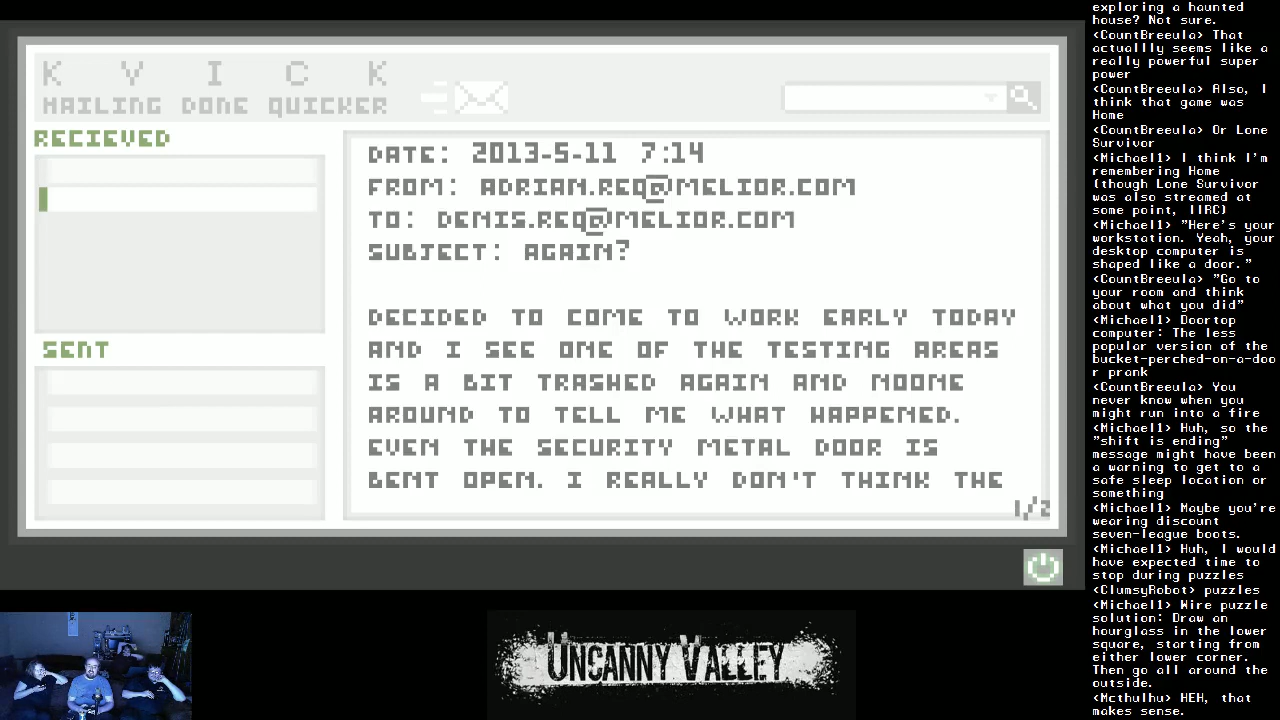 K V I C K
MAILING DONE QUICKER
RECIEVED
SENT
DATE: 2013-5-11 7:14
FROM: ADRIAN.REQ@MELIOR.COM
TO: DENIS.REQ@MELIOR.COM
SUBJECT: AGAIN?
DECIDED TO COME TO WORK EARLY TODAY
AND I SEE ONE OF THE TESTING AREAS
IS A BIT TRASHED AGAIN AND NOONE
AROUND TO TELL ME WHAT HAPPENED.
EVEN THE SECURITY METAL DOOR IS
BENT OPEN. I REALLY DON'T THINK THE
1/2
UNCANNY VALLEY
exploring a haunted
house? Not sure.
<CountBreeula> That
actuallly seems like a
really powerful super
power
<CountBreeula> Also, I
think that game was
Home
<CountBreeula> Or Lone
Survivor
<Michael1> I think I'm
remembering Home
(though Lone Survivor
was also streamed at
some point, IIRC)
<Michael1> "Here's your
workstation. Yeah, your
desktop computer is
shaped like a door."
<CountBreeula> "Go to
your room and think
about what you did"
<Michael1> Doortop
computer: The less
popular version of the
bucket-perched-on-a-doo
r prank
<CountBreeula> You
never know when you
might run into a fire
<Michael1> Huh, so the
"shift is ending"
message might have been
a warning to get to a
safe sleep location or
something
<Michael1> Maybe you're
wearing discount
seven-league boots.
<Michael1> Huh, I would
have expected time to
stop during puzzles
<ClumsyRobot> puzzles
<Michael1> Wire puzzle
solution: Draw an
hourglass in the lower
square, starting from
either lower corner.
Then go all around the
outside.
<Mcthulhu> HEH, that
makes sense.